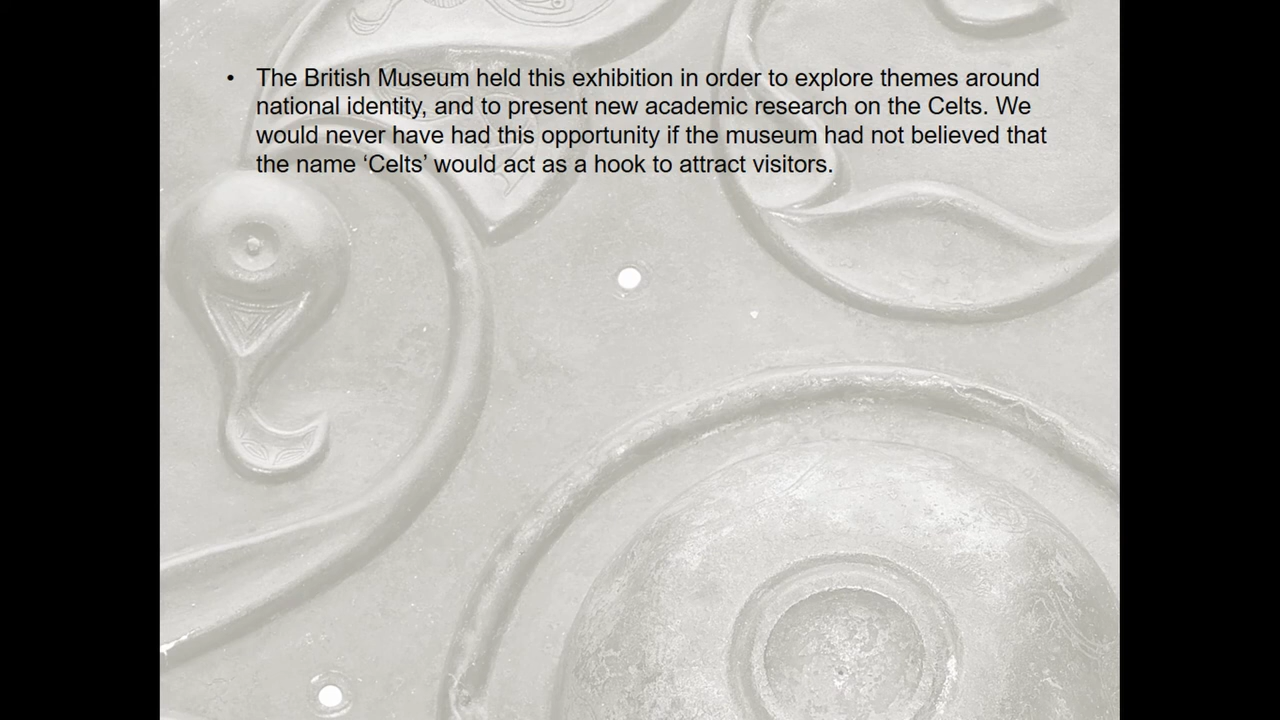 • The British Museum held this exhibition in order to explore themes around
national identity, and to present new academic research on the Celts. We
would never have had this opportunity if the museum had not believed that
the name ‘Celts’ would act as a hook to attract visitors.